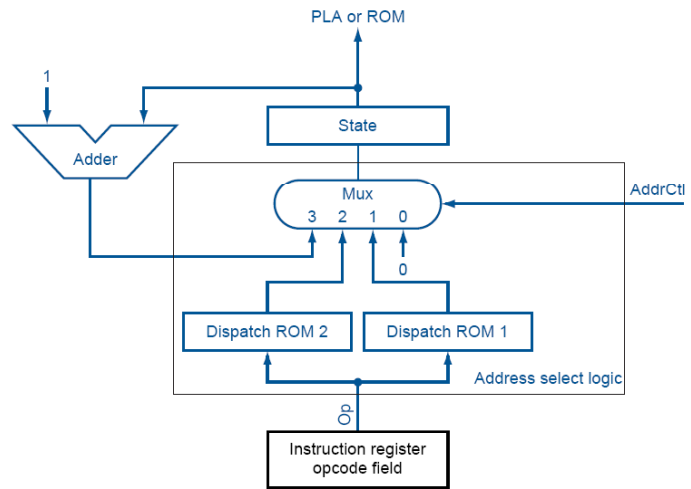 PLA or ROM
1
State
Adder
Mux
AddrCtl
3 2 1 0
0
Dispatch ROM 2
Dispatch ROM 1
Address select logic
Op
Instruction register
opcode field